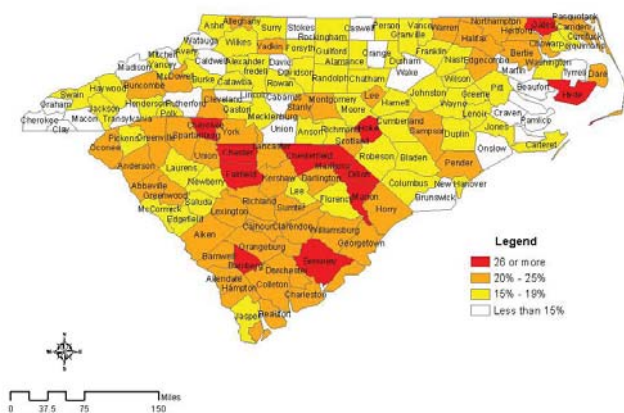 Alleghany
Northampton
Pasquotank
Ashe
Surry
Stokes
Caswell
Person
Vance
Warren
Camden
Rockingham
Granville
Hertford
Currituck
Watauga
Wilkes
Yadkin
Forsyth
Guilford
Orange
Halifax
Chowan
Perquimans
Mitchell
Avery
Alamance
Nash
Edgecombe
Bertie
Washington
Madison
Yancey
Caldwell
Alexander
Iredell
Davie
Davidson
Durham
Wake
Martin
Tyrrell
Dare
Buncombe
McDowell
Burke
Catawba
Rowan
Randolph
Chatham
Wilson
Pitt
Beaufort
Hyde
Swain
Haywood
Rutherford
Lincoln
Cabarrus
Montgomery
Lee
Johnston
Greene
Graham
Jackson
Henderson
Polk
Cleveland
Gaston
Stanly
Moore
Harnett
Wayne
Lenoir
Craven
Cherokee
Macon
Transylvania
Mecklenburg
Clay
Pickens
Greenville
Cherokee
Spartanburg
York
Union
Anson
Richmond
Hoke
Cumberland
Sampson
Duplin
Jones
Pamlico
Oconee
Scotland
Onslow
Carteret
Anderson
Union
Chester
Lancaster
Chesterfield
Marlboro
Robeson
Bladen
Pender
Laurens
Fairfield
Kershaw
Darlington
Dillon
Abbeville
Newberry
Lee
Columbus
New Hanover
Greenwood
Saluda
Florence
Marion
Brunswick
McCormick
Edgefield
Lexington
Richland
Sumter
Horry
Aiken
Calhoun
Clarendon
Williamsburg
Orangeburg
Georgetown
Barnwell
Bamberg
Berkeley
Allendale
Dorchester
Hampton
Colleton
Charleston
Jasper
Beaufort
Legend
26 or more
20% - 25%
15% - 19%
Less than 15%
N
W
E
S
Miles
0
37.5
75
150